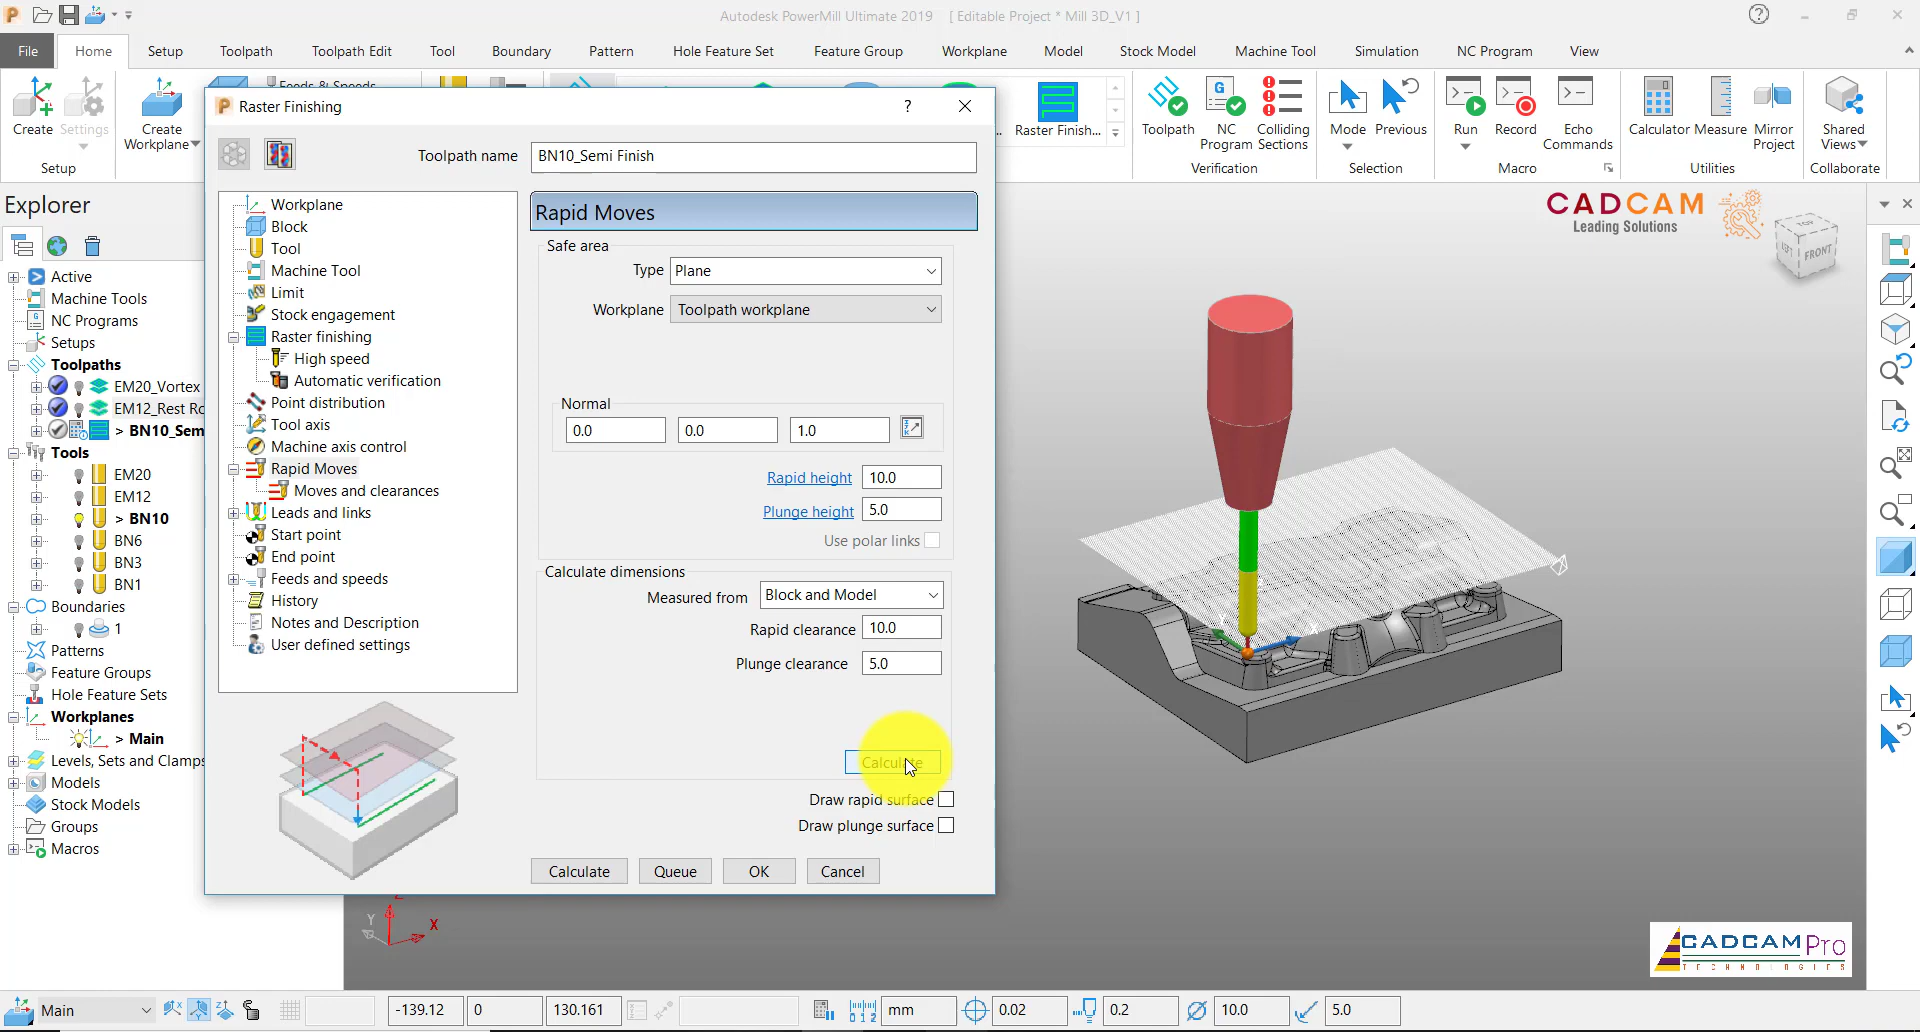 Autodesk PowerMill Ultimate 2019 [ Editable Project * Mill 3D_V1 ]
File Home Setup Toolpath Toolpath Edit Tool Boundary Pattern Hole Feature Set Feature Group Workplane Model Stock Model Machine Tool Simulation NC Program View
Create
Settings
Setup
Create
Workplane
Feeds & Speeds
Raster Finish...
Toolpath
NC
Program
Colliding
Sections
Verification
Mode
Previous
Selection
Run
Record
Echo
Commands
Macro
Calculator
Measure
Mirror
Project
Utilities
Shared
Views
Collaborate
Explorer
Active
Machine Tools
NC Programs
Setups
Toolpaths
EM20_Vortex
EM12_Rest Ro
> BN10_Sem
Tools
EM20
EM12
> BN10
BN6
BN3
BN1
Boundaries
1
Patterns
Feature Groups
Hole Feature Sets
Workplanes
> Main
Levels, Sets and Clamps
Models
Stock Models
Groups
Macros
Raster Finishing
?
Toolpath name BN10_Semi Finish
Workplane
Block
Tool
Machine Tool
Limit
Stock engagement
Raster finishing
High speed
Automatic verification
Point distribution
Tool axis
Machine axis control
Rapid Moves
Moves and clearances
Leads and links
Start point
End point
Feeds and speeds
History
Notes and Description
User defined settings
Rapid Moves
Safe area
Type Plane
Workplane Toolpath workplane
Normal
0.0 0.0 1.0
Rapid height 10.0
Plunge height 5.0
Use polar links
Calculate dimensions
Measured from Block and Model
Rapid clearance 10.0
Plunge clearance 5.0
Calculate
Draw rapid surface
Draw plunge surface
Calculate Queue OK Cancel
CADCAM
Leading Solutions
TOP
LEFT
FRONT
Z
Y
X
CADCAM Pro
TECHNOLOGIES
Main -139.12 0 130.161 mm 0.02 0.2 10.0 5.0